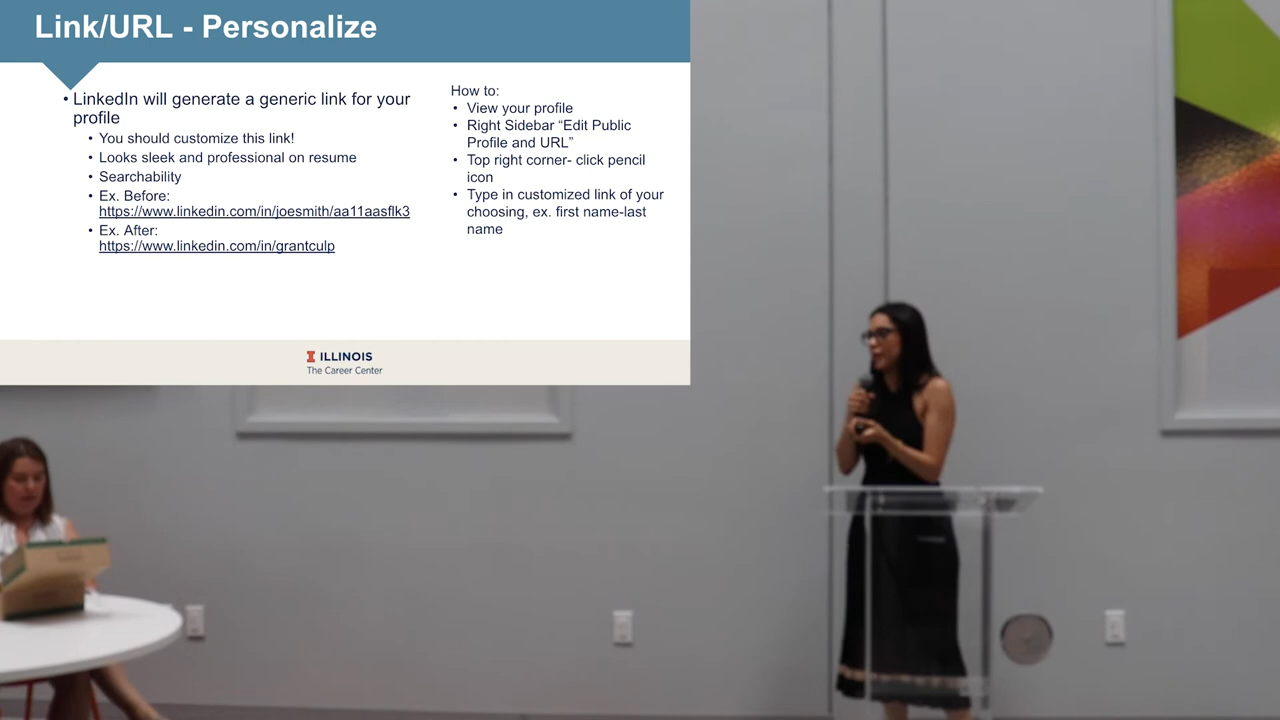 Link/URL - Personalize
• LinkedIn will generate a generic link for your
profile
• You should customize this link!
• Looks sleek and professional on resume
• Searchability
• Ex. Before:
https://www.linkedin.com/in/joesmith/aa11aasflk3
• Ex. After:
https://www.linkedin.com/in/grantculp
How to:
• View your profile
• Right Sidebar “Edit Public
Profile and URL”
• Top right corner- click pencil
icon
• Type in customized link of your
choosing, ex. first name-last
name
I ILLINOIS
The Career Center